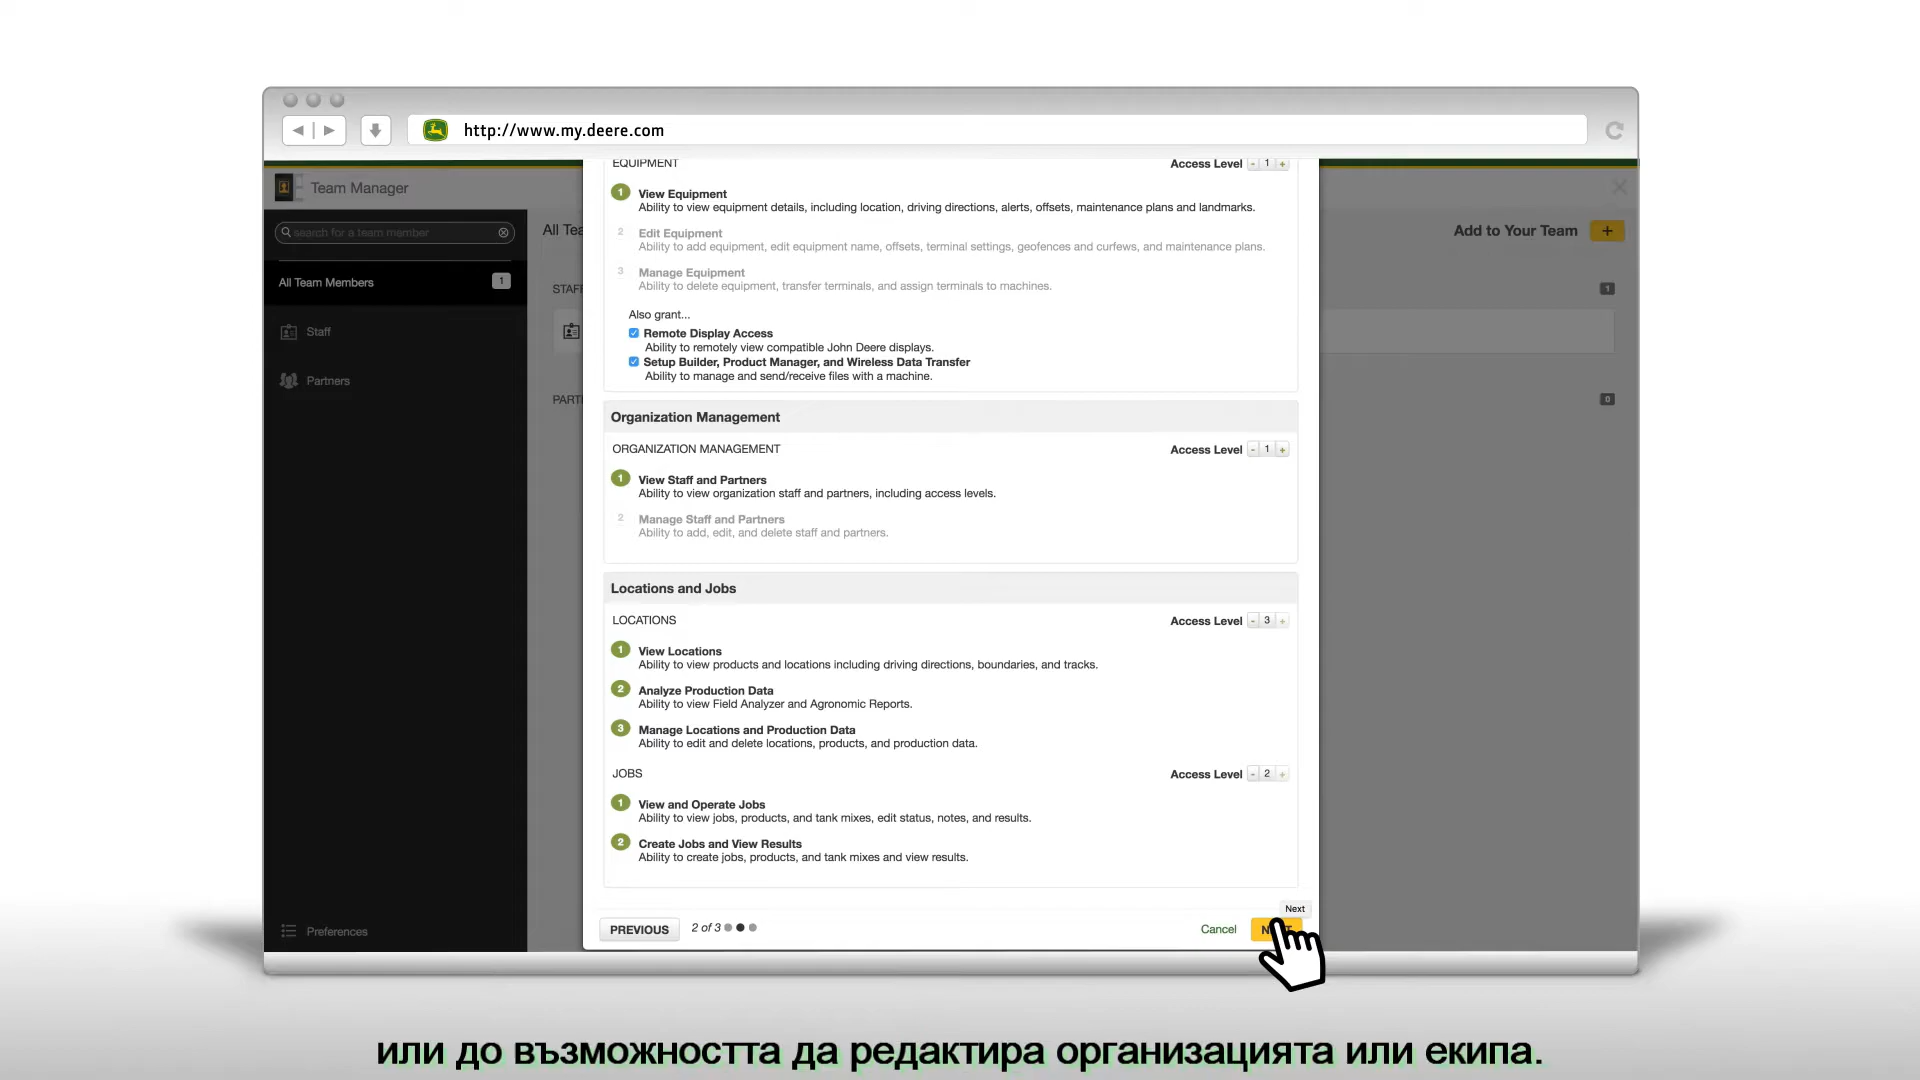 http://www.my.deere.com
Team Manager
search for a team member
All Team Members 1
Staff
Partners
Preferences
All Tea
Add to Your Team +
STAFF
1
PARTI
0
EQUIPMENT
Access Level - 1 +
1 View Equipment
Ability to view equipment details, including location, driving directions, alerts, offsets, maintenance plans and landmarks.
2 Edit Equipment
Ability to add equipment, edit equipment name, offsets, terminal settings, geofences and curfews, and maintenance plans.
3 Manage Equipment
Ability to delete equipment, transfer terminals, and assign terminals to machines.
Also grant...
Remote Display Access
Ability to remotely view compatible John Deere displays.
Setup Builder, Product Manager, and Wireless Data Transfer
Ability to manage and send/receive files with a machine.
Organization Management
ORGANIZATION MANAGEMENT
Access Level - 1 +
1 View Staff and Partners
Ability to view organization staff and partners, including access levels.
2 Manage Staff and Partners
Ability to add, edit, and delete staff and partners.
Locations and Jobs
LOCATIONS
Access Level - 3 +
1 View Locations
Ability to view products and locations including driving directions, boundaries, and tracks.
2 Analyze Production Data
Ability to view Field Analyzer and Agronomic Reports.
3 Manage Locations and Production Data
Ability to edit and delete locations, products, and production data.
JOBS
Access Level - 2 +
1 View and Operate Jobs
Ability to view jobs, products, and tank mixes, edit status, notes, and results.
2 Create Jobs and View Results
Ability to create jobs, products, and tank mixes and view results.
Next
PREVIOUS
2 of 3
Cancel
или до възможността да редактира организацията или екипа.